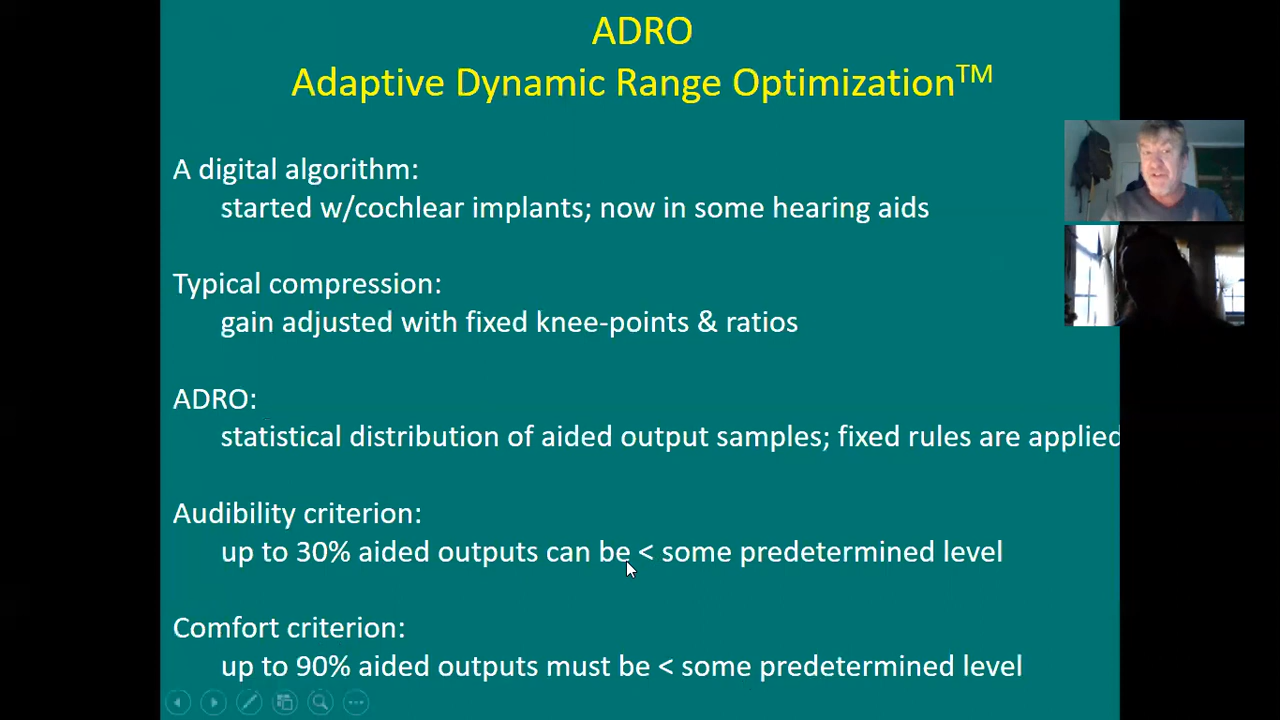 ADRO
Adaptive Dynamic Range Optimization™
A digital algorithm:
started w/cochlear implants; now in some hearing aids
Typical compression:
gain adjusted with fixed knee-points & ratios
ADRO:
statistical distribution of aided output samples; fixed rules are applied
Audibility criterion:
up to 30% aided outputs can be < some predetermined level
Comfort criterion:
up to 90% aided outputs must be < some predetermined level